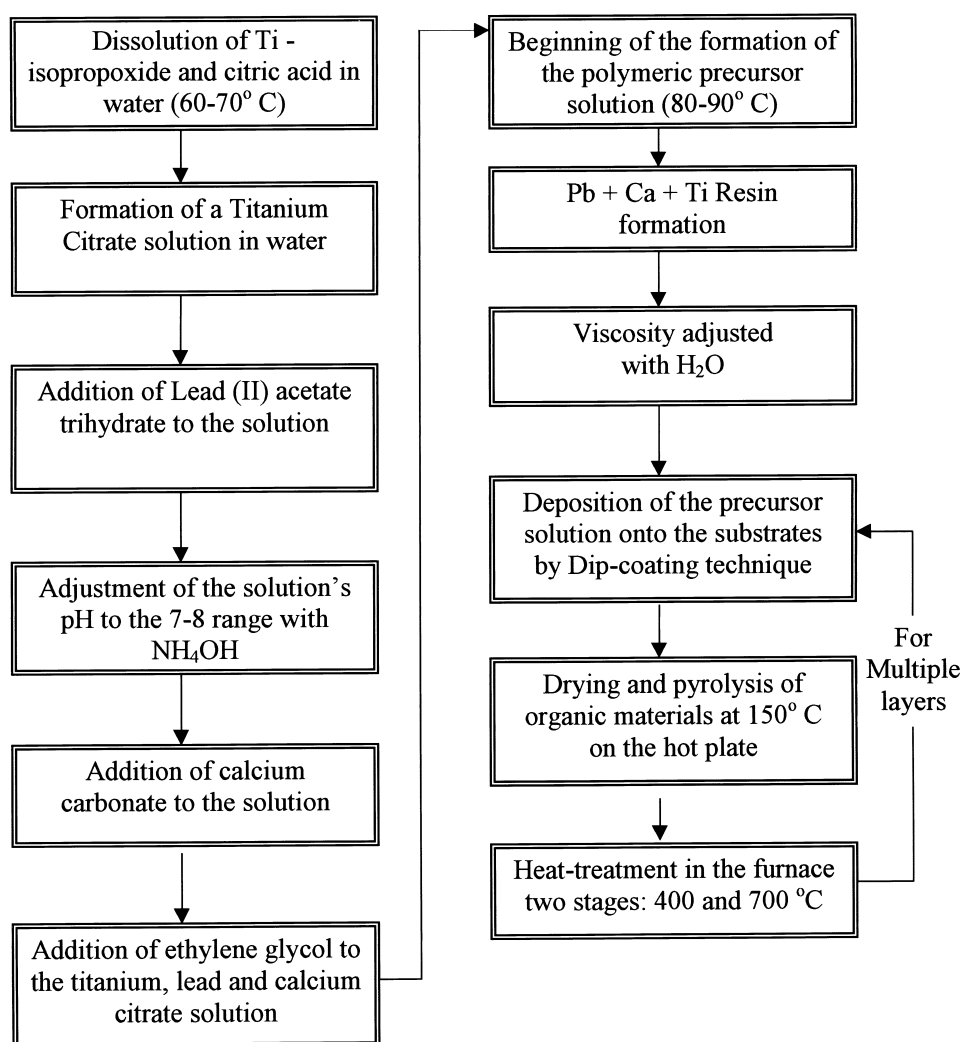 Dissolution of Ti -
isopropoxide and citric acid in
water (60-70° C)
Formation of a Titanium
Citrate solution in water
Addition of Lead (II) acetate
trihydrate to the solution
Adjustment of the solution's
pH to the 7-8 range with
NH₄OH
Addition of calcium
carbonate to the solution
Addition of ethylene glycol to
the titanium, lead and calcium
citrate solution
Beginning of the formation of
the polymeric precursor
solution (80-90° C)
Pb + Ca + Ti Resin
formation
Viscosity adjusted
with H₂O
Deposition of the precursor
solution onto the substrates
by Dip-coating technique
Drying and pyrolysis of
organic materials at 150° C
on the hot plate
Heat-treatment in the furnace
two stages: 400 and 700 °C
For
Multiple
layers